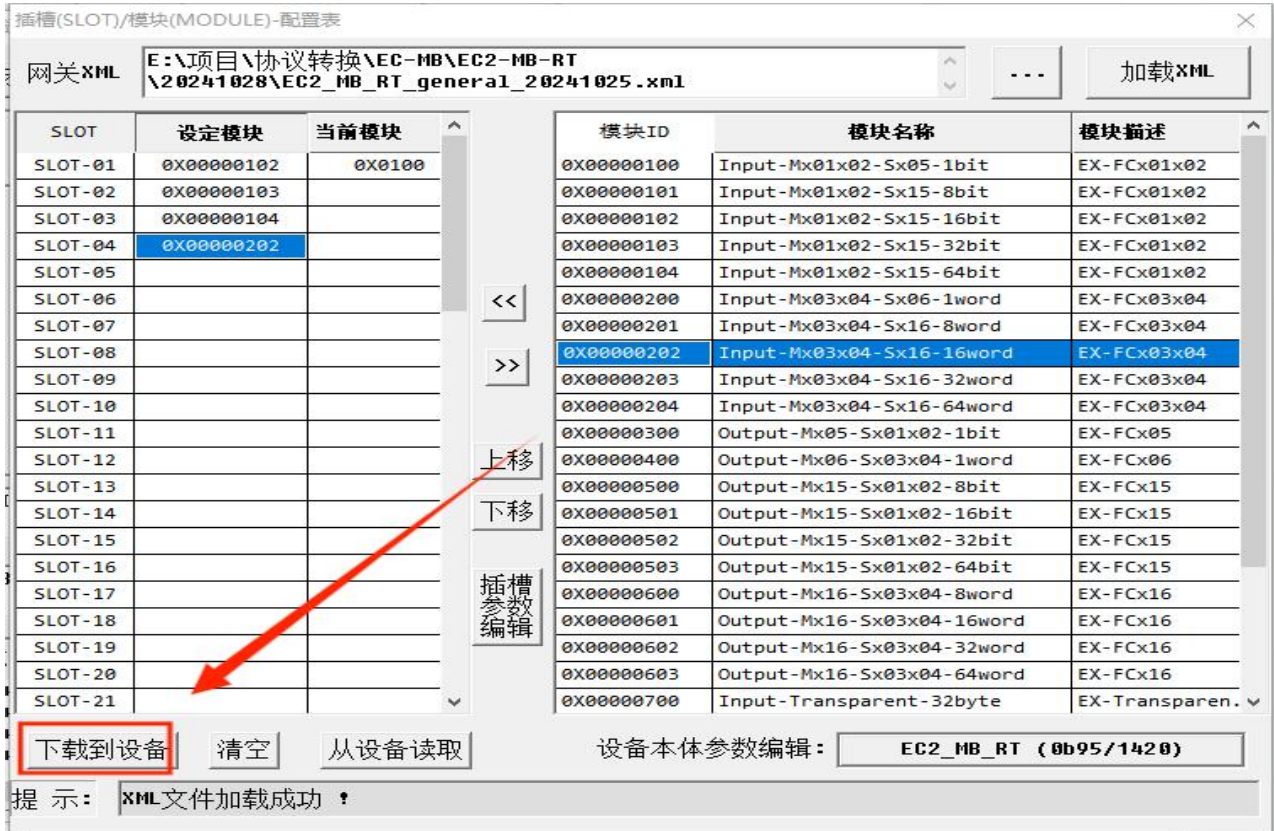 插槽(SLOT)/模块(MODULE)-配置表
网关XML
E:\项目\协议转换\EC-MB\EC2-MB-RT
\20241028\EC2_MB_RT_general_20241025.xml
...
加载XML
SLOT 设定模块 当前模块
SLOT-01 0X00000102 0X0100
SLOT-02 0X00000103
SLOT-03 0X00000104
SLOT-04 0X00000202
SLOT-05
SLOT-06
SLOT-07
SLOT-08
SLOT-09
SLOT-10
SLOT-11
SLOT-12
SLOT-13
SLOT-14
SLOT-15
SLOT-16
SLOT-17
SLOT-18
SLOT-19
SLOT-20
SLOT-21
<<
>>
上移
下移
插槽
参数
编辑
模块ID 模块名称 模块描述
0X00000100 Input-Mx01x02-Sx05-1bit EX-FCx01x02
0X00000101 Input-Mx01x02-Sx15-8bit EX-FCx01x02
0X00000102 Input-Mx01x02-Sx15-16bit EX-FCx01x02
0X00000103 Input-Mx01x02-Sx15-32bit EX-FCx01x02
0X00000104 Input-Mx01x02-Sx15-64bit EX-FCx01x02
0X00000200 Input-Mx03x04-Sx06-1word EX-FCx03x04
0X00000201 Input-Mx03x04-Sx16-8word EX-FCx03x04
0X00000202 Input-Mx03x04-Sx16-16word EX-FCx03x04
0X00000203 Input-Mx03x04-Sx16-32word EX-FCx03x04
0X00000204 Input-Mx03x04-Sx16-64word EX-FCx03x04
0X00000300 Output-Mx05-Sx01x02-1bit EX-FCx05
0X00000400 Output-Mx06-Sx03x04-1word EX-FCx06
0X00000500 Output-Mx15-Sx01x02-8bit EX-FCx15
0X00000501 Output-Mx15-Sx01x02-16bit EX-FCx15
0X00000502 Output-Mx15-Sx01x02-32bit EX-FCx15
0X00000503 Output-Mx15-Sx01x02-64bit EX-FCx15
0X00000600 Output-Mx16-Sx03x04-8word EX-FCx16
0X00000601 Output-Mx16-Sx03x04-16word EX-FCx16
0X00000602 Output-Mx16-Sx03x04-32word EX-FCx16
0X00000603 Output-Mx16-Sx03x04-64word EX-FCx16
0X00000700 Input-Transparent-32byte EX-Transparen.
下载到设备 清空 从设备读取 设备本体参数编辑: EC2_MB_RT (0b95/1420)
提 示: XML文件加载成功 !